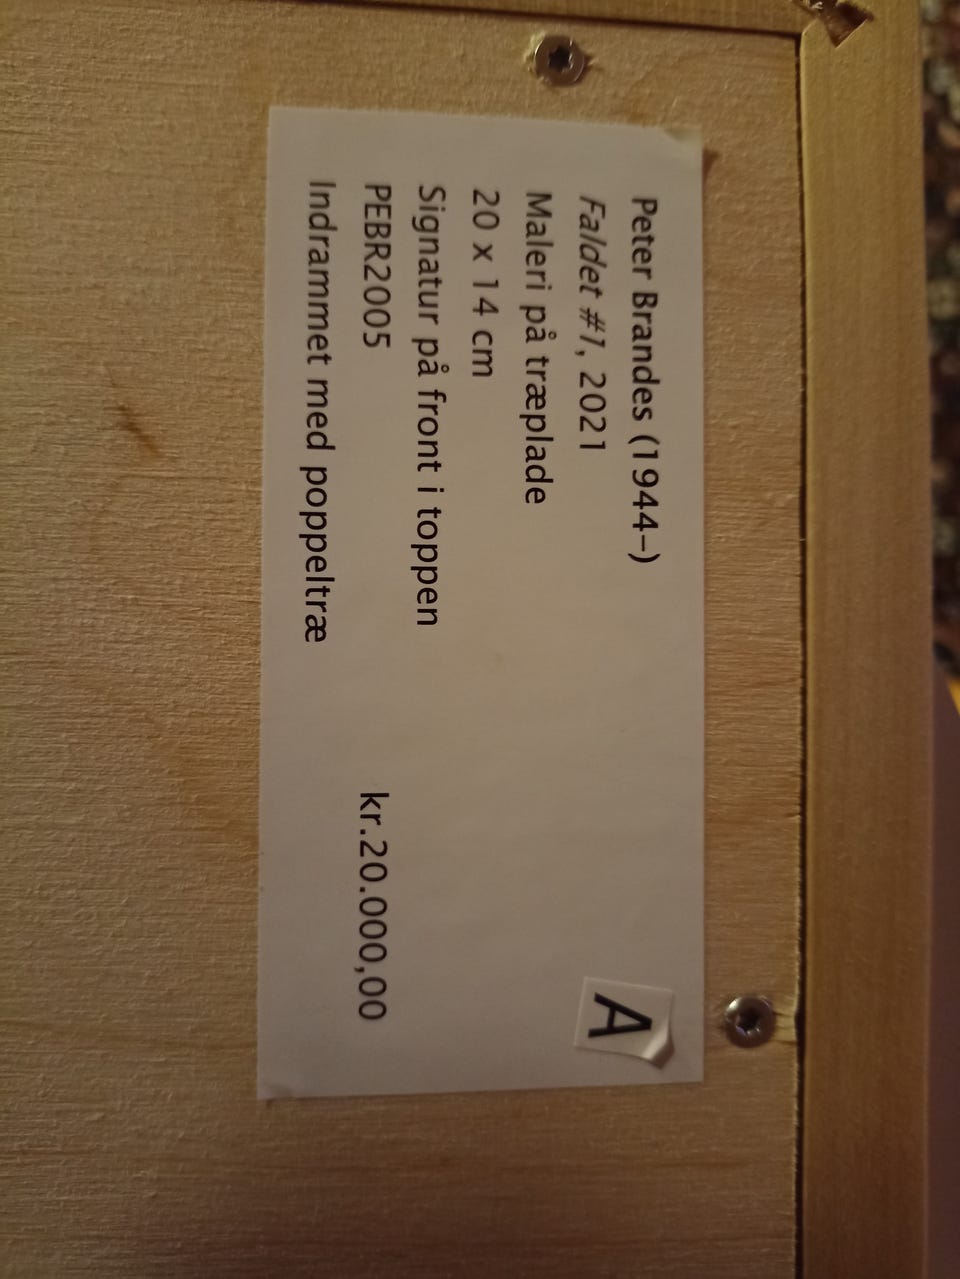 Peter Brandes (1944–)
Faldet #1, 2021
Maleri på træplade
20 x 14 cm
Signatur på front i toppen
PEBR2005 kr.20.000,00
Indrammet med poppeltræ
A